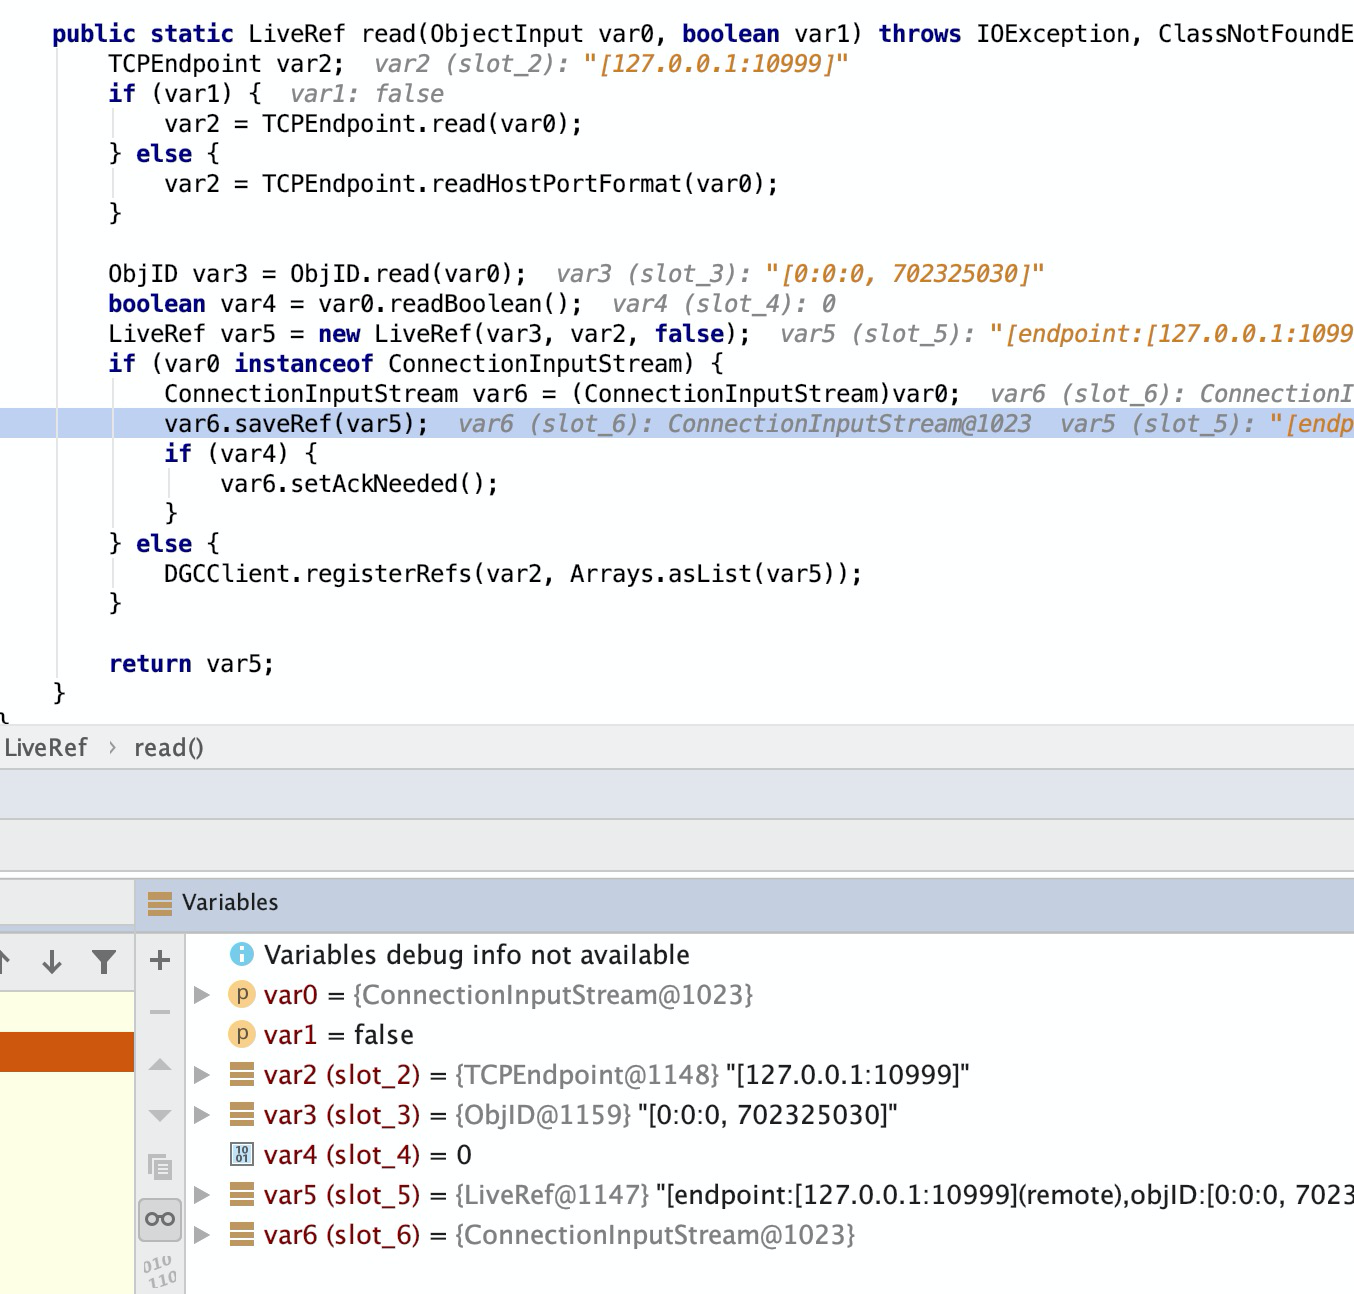 public static LiveRef read(ObjectInput var0, boolean var1) throws IOException, ClassNotFoundE
TCPEndpoint var2;  var2 (slot_2): "[127.0.0.1:10999]"
if (var1) {  var1: false
var2 = TCPEndpoint.read(var0);
} else {
var2 = TCPEndpoint.readHostPortFormat(var0);
}
ObjID var3 = ObjID.read(var0);  var3 (slot_3): "[0:0:0, 702325030]"
boolean var4 = var0.readBoolean();  var4 (slot_4): 0
LiveRef var5 = new LiveRef(var3, var2, false);  var5 (slot_5): "[endpoint:[127.0.0.1:1099
if (var0 instanceof ConnectionInputStream) {
ConnectionInputStream var6 = (ConnectionInputStream)var0;  var6 (slot_6): ConnectionI
var6.saveRef(var5);  var6 (slot_6): ConnectionInputStream@1023  var5 (slot_5): "[endp
if (var4) {
var6.setAckNeeded();
}
} else {
DGCClient.registerRefs(var2, Arrays.asList(var5));
}
return var5;
}
}
LiveRef › read()
Variables
Variables debug info not available
var0 = {ConnectionInputStream@1023}
var1 = false
var2 (slot_2) = {TCPEndpoint@1148} "[127.0.0.1:10999]"
var3 (slot_3) = {ObjID@1159} "[0:0:0, 702325030]"
var4 (slot_4) = 0
var5 (slot_5) = {LiveRef@1147} "[endpoint:[127.0.0.1:10999](remote),objID:[0:0:0, 7023
var6 (slot_6) = {ConnectionInputStream@1023}